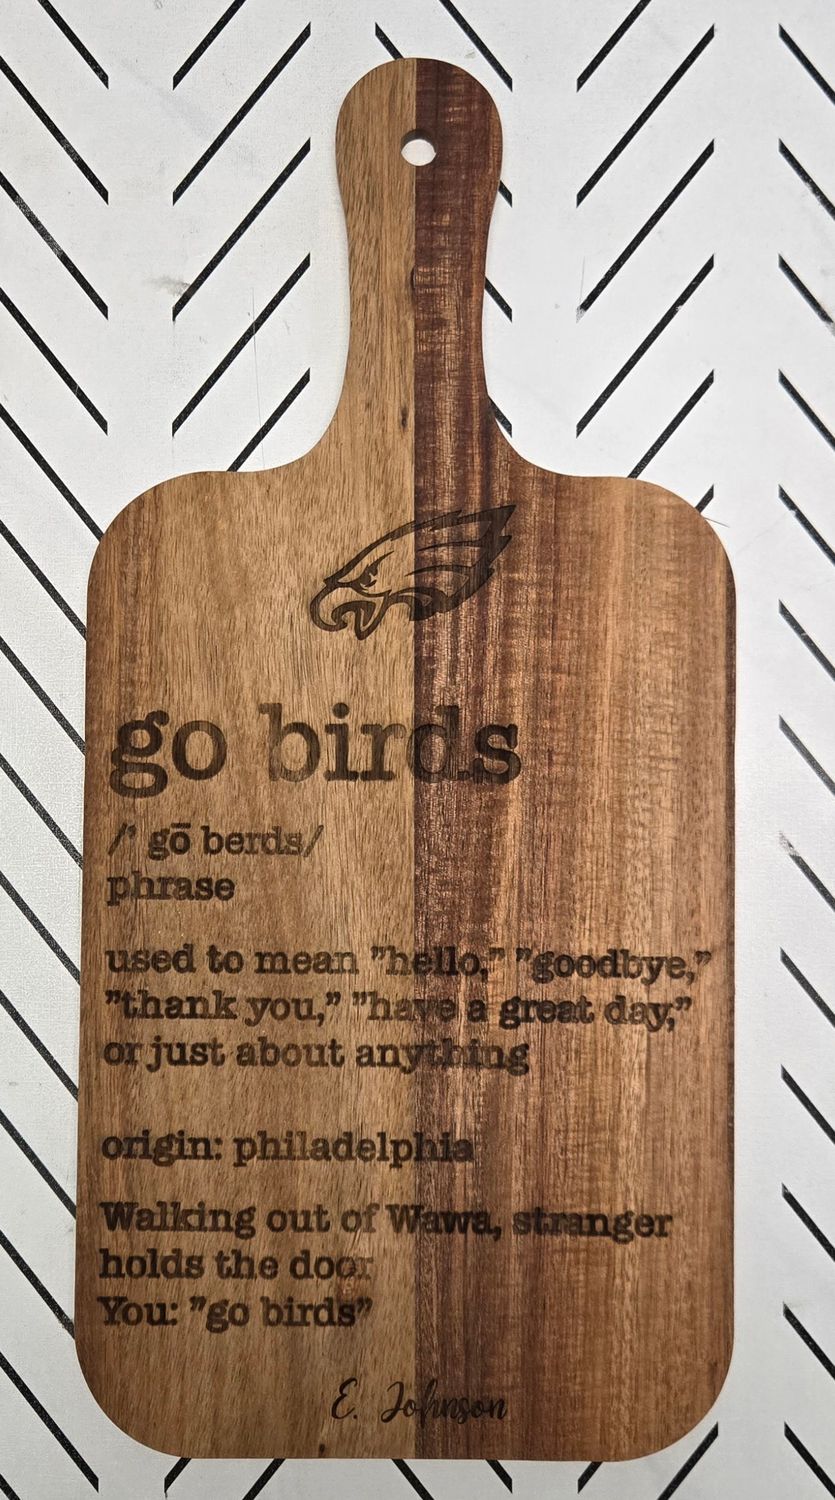 go birds
/' gō berds/
phrase
used to mean "hello," "goodbye,"
"thank you," "have a great day,"
or just about anything
origin: philadelphia
Walking out of Wawa, stranger
holds the door
You: "go birds"
E. Johnson